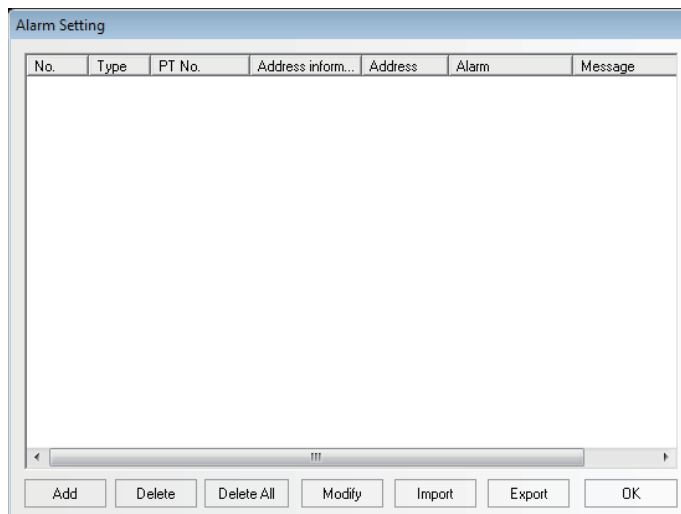 Alarm Setting
No. Type PT No. Address inform... Address Alarm Message
Add Delete Delete All Modify Import Export OK